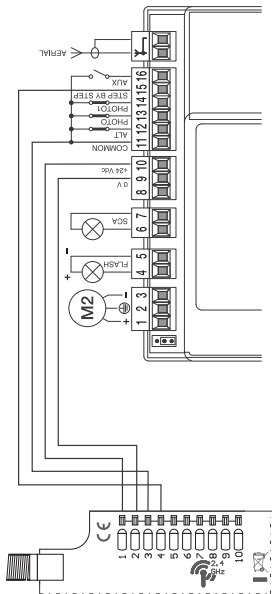 AERIAL
AUX
STEP BY STEP
PHOTO1
PHOTO
ALT
COMMON
+24 Vdc
0 V
SCA
FLASH
- +
M2
- +
11 12 13 14 15 16
8 9 10
6 7
4 5
1 2 3
CE
1
2
3
4
5
6
7
8
9
10
2.4
GHz